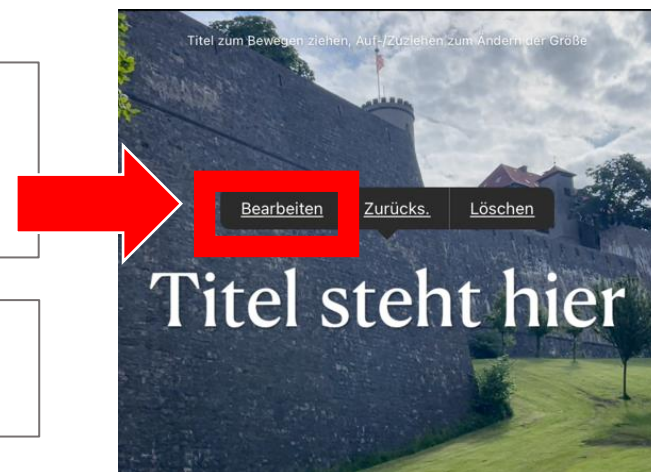 Titel zum Bewegen ziehen, Auf-/Zuziehen zum Ändern der Größe
Bearbeiten Zurücks. Löschen
Titel steht hier